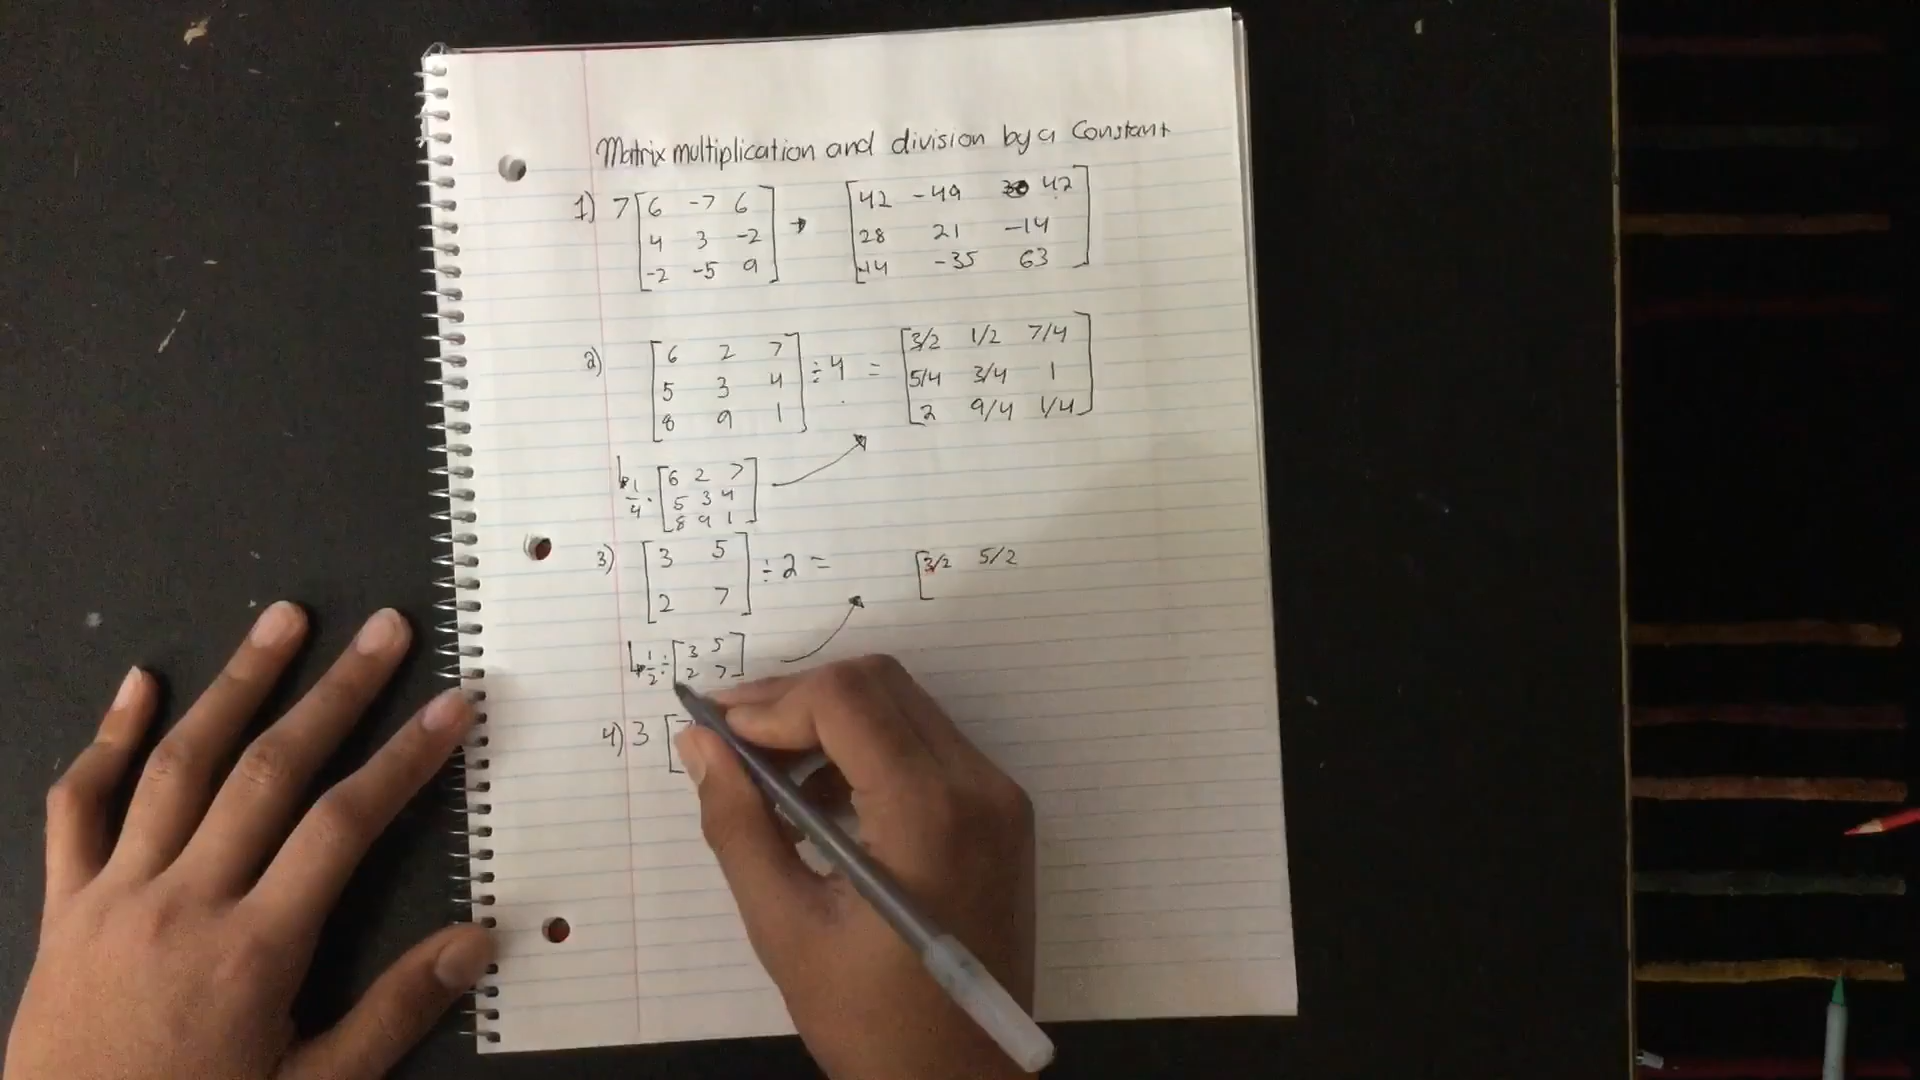 Matrix multiplication and division by a Constant
1) 7 [6 -7 6 → [42 -49 42
4 3 -2] 28 21 -14
-2 -5 9] -14 -35 63]
2) [6 2 7
5 3 4
8 9 1] ÷ 4 = [3/2 1/2 7/4
5/4 3/4 1
2 9/4 1/4]
1/4 · [6 2 7
5 3 4
8 9 1]
3) [3 5
2 7] ÷ 2 = [3/2 5/2
1/2 ÷ [3 5
2 7]
4) 3 [7